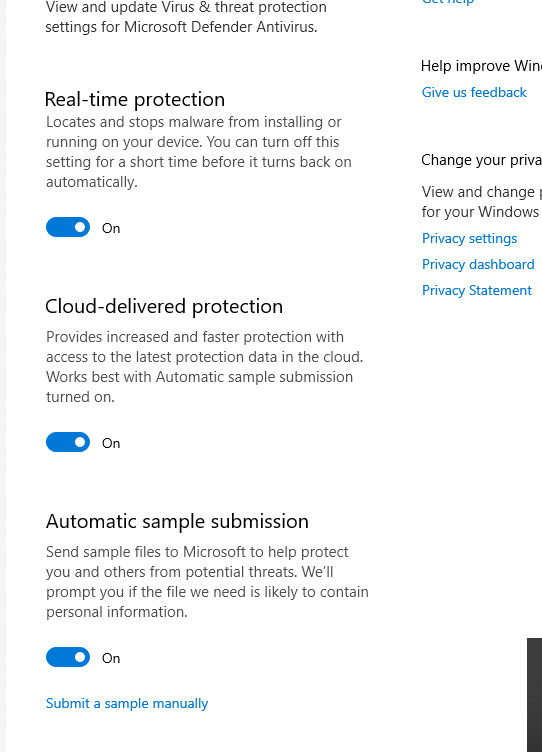 View and update Virus & threat protection
settings for Microsoft Defender Antivirus.
Real-time protection
Locates and stops malware from installing or
running on your device. You can turn off this
setting for a short time before it turns back on
automatically.
On
Cloud-delivered protection
Provides increased and faster protection with
access to the latest protection data in the cloud.
Works best with Automatic sample submission
turned on.
On
Automatic sample submission
Send sample files to Microsoft to help protect
you and others from potential threats. We'll
prompt you if the file we need is likely to contain
personal information.
On
Submit a sample manually
Get help
Help improve Win
Give us feedback
Change your priva
View and change p
for your Windows
Privacy settings
Privacy dashboard
Privacy Statement